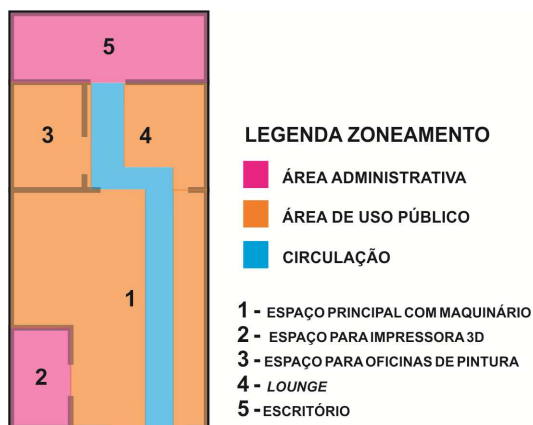 5
3
4
1
2
LEGENDA ZONEAMENTO
ÁREA ADMINISTRATIVA
ÁREA DE USO PÚBLICO
CIRCULAÇÃO
1 - ESPAÇO PRINCIPAL COM MAQUINÁRIO
2 - ESPAÇO PARA IMPRESSORA 3D
3 - ESPAÇO PARA OFICINAS DE PINTURA
4 - LOUNGE
5 - ESCRITÓRIO